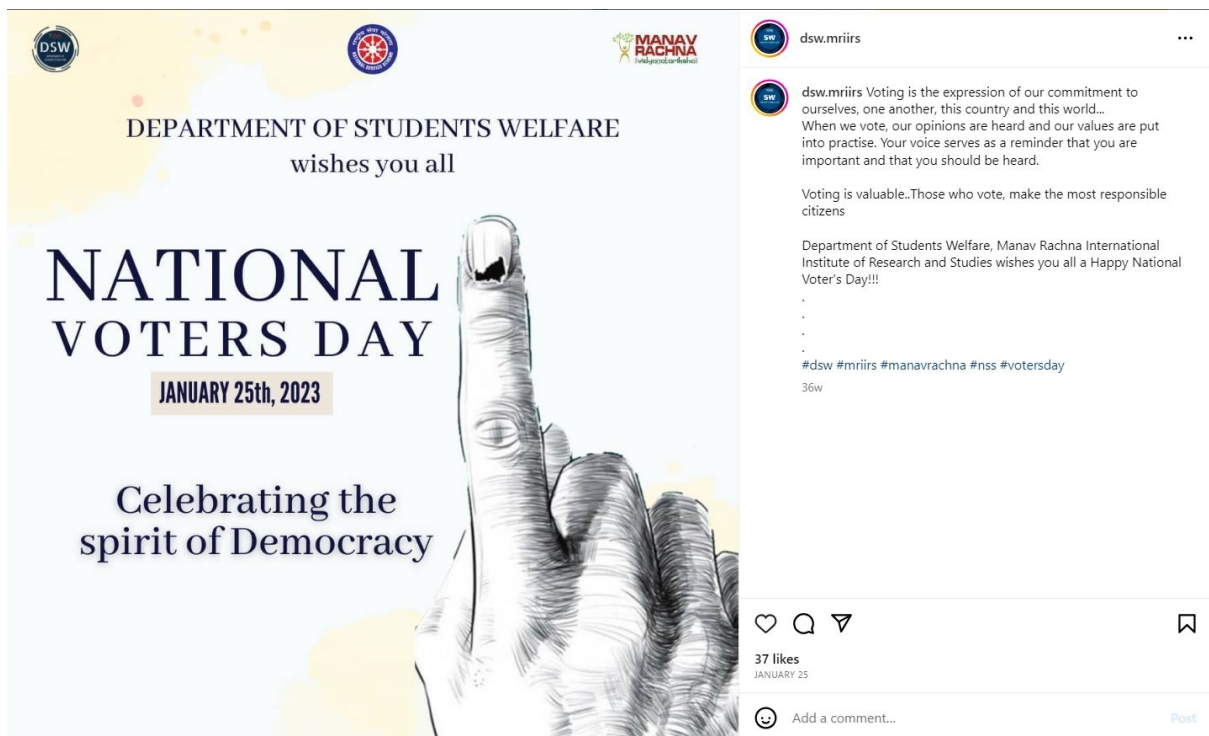 DSW
MANAV
RACHNA
DEPARTMENT OF STUDENTS WELFARE
wishes you all
NATIONAL
VOTERS DAY
JANUARY 25th, 2023
Celebrating the
spirit of Democracy
SW
dsw.mriirs
SW
dsw.mriirs Voting is the expression of our commitment to
ourselves, one another, this country and this world...
When we vote, our opinions are heard and our values are put
into practise. Your voice serves as a reminder that you are
important and that you should be heard.
Voting is valuable..Those who vote, make the most responsible
citizens
Department of Students Welfare, Manav Rachna International
Institute of Research and Studies wishes you all a Happy National
Voter's Day!!!
.
.
.
.
#dsw #mriirs #manavrachna #nss #votersday
36w
37 likes
JANUARY 25
Add a comment...
Post